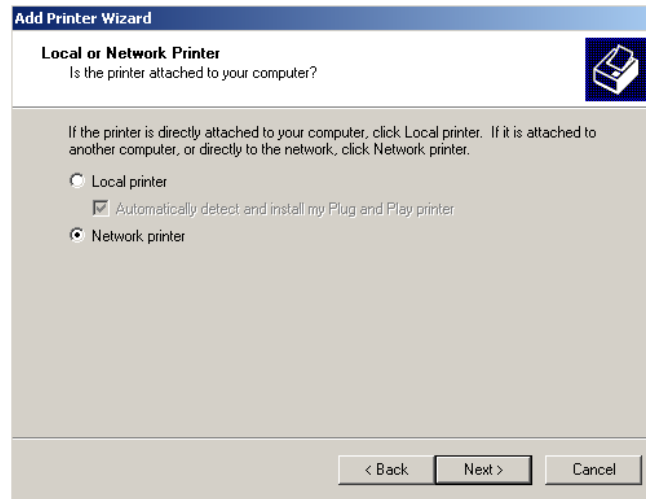 Add Printer Wizard
Local or Network Printer
Is the printer attached to your computer?
If the printer is directly attached to your computer, click Local printer. If it is attached to
another computer, or directly to the network, click Network printer.
Local printer
Automatically detect and install my Plug and Play printer
Network printer
< Back
Next >
Cancel